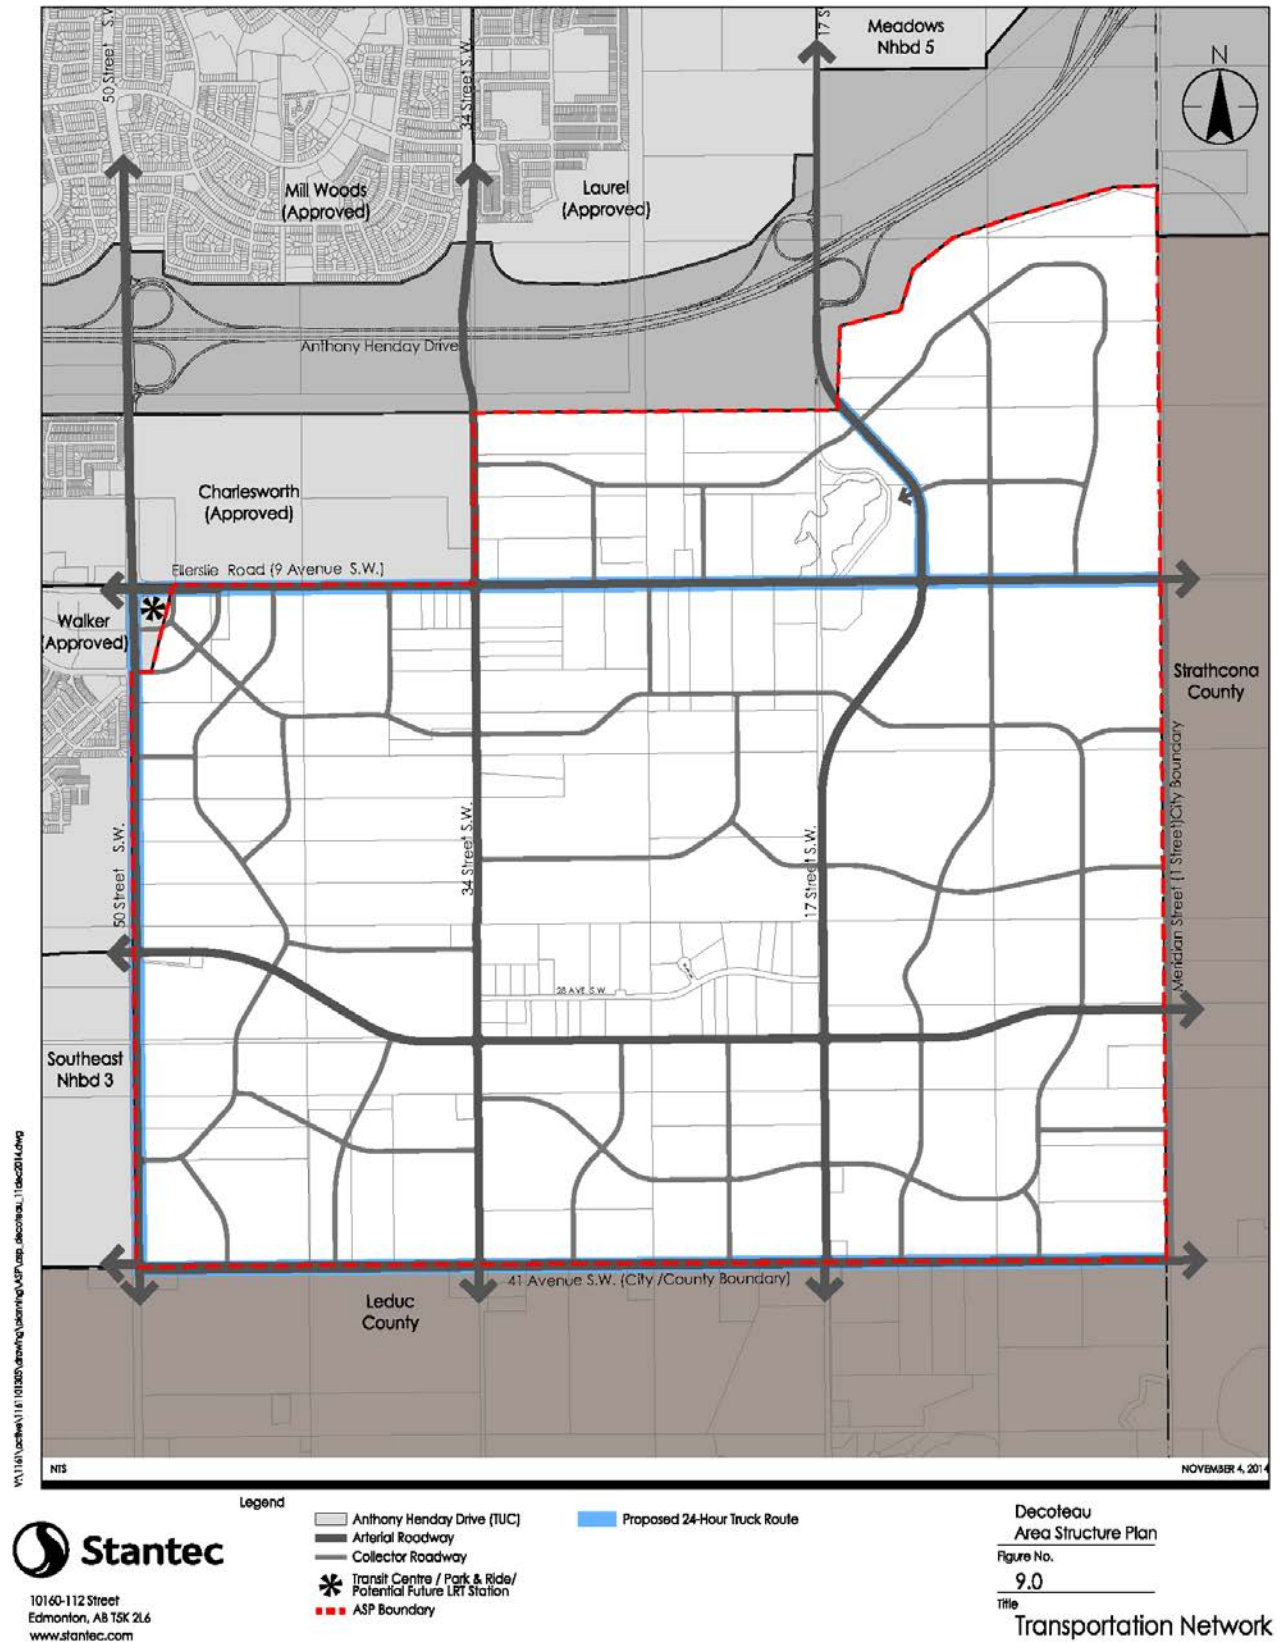 50 Street S.W.
34 Street S.W.
17 S
Meadows
Nhbd 5
N
Mill Woods
(Approved)
Laurel
(Approved)
Anthony Henday Drive
Charlesworth
(Approved)
Ellerslie Road (9 Avenue S.W.)
Walker
(Approved)
Strathcona
County
50 Street S.W.
34 Street S.W.
17 Street S.W.
Meridian Street (1 Street)City Boundary
28 AVE S.W
Southeast
Nhbd 3
41 Avenue S.W. (City /County Boundary)
Leduc
County
NTS
NOVEMBER 4, 2014
Legend
Anthony Henday Drive (TUC)
Arterial Roadway
Collector Roadway
Transit Centre / Park & Ride/
Potential Future LRT Station
ASP Boundary
Proposed 24-Hour Truck Route
Stantec
10160-112 Street
Edmonton, AB T5K 2L6
www.stantec.com
Decoteau
Area Structure Plan
Figure No.
9.0
Title
Transportation Network